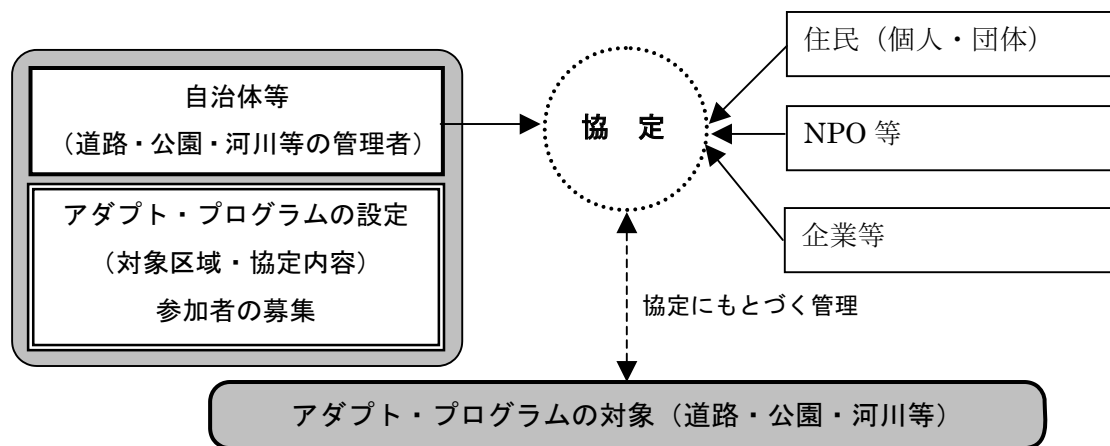 自治体等
（道路・公園・河川等の管理者）
アダプト・プログラムの設定
（対象区域・協定内容）
参加者の募集
協　定
住民（個人・団体）
NPO 等
企業等
協定にもとづく管理
アダプト・プログラムの対象（道路・公園・河川等）